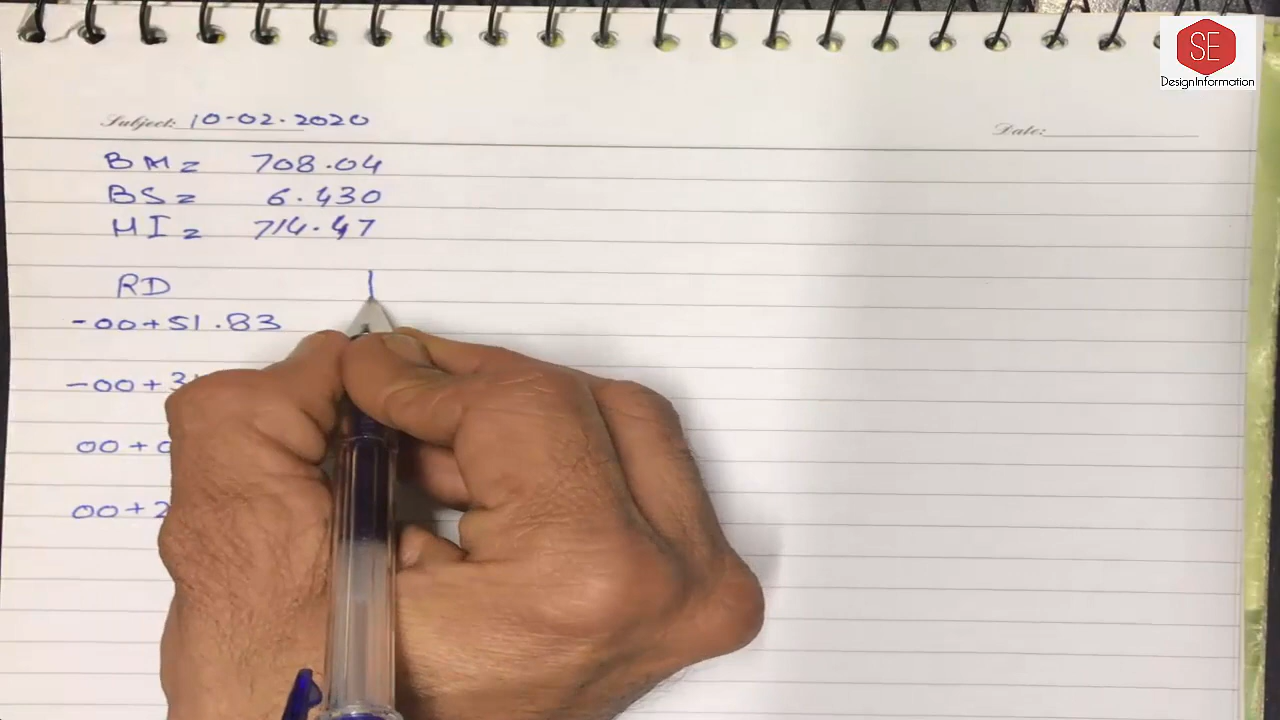 SE
DesignInformation
Subject: 10-02.2020
Date:
BM = 708.04
BS = 6.430
HI = 714.47
RD
-00+51.83
-00+3
00+0
00+2